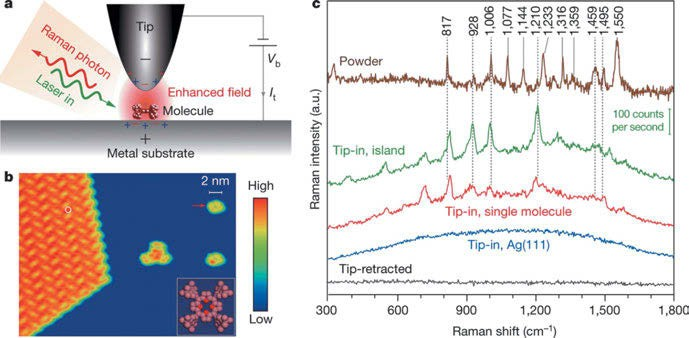 a
Tip
Raman photon
Laser in
Enhanced field
Molecule
Metal substrate
V_b
I_t
b
2 nm
High
Low
c
817
928
1,006
1,077
1,144
1,210
1,233
1,316
1,359
1,459
1,495
1,550
Powder
100 counts
per second
Tip-in, island
Tip-in, single molecule
Tip-in, Ag(111)
Tip-retracted
Raman intensity (a.u.)
300
600
900
1,200
1,500
1,800
Raman shift (cm⁻¹)